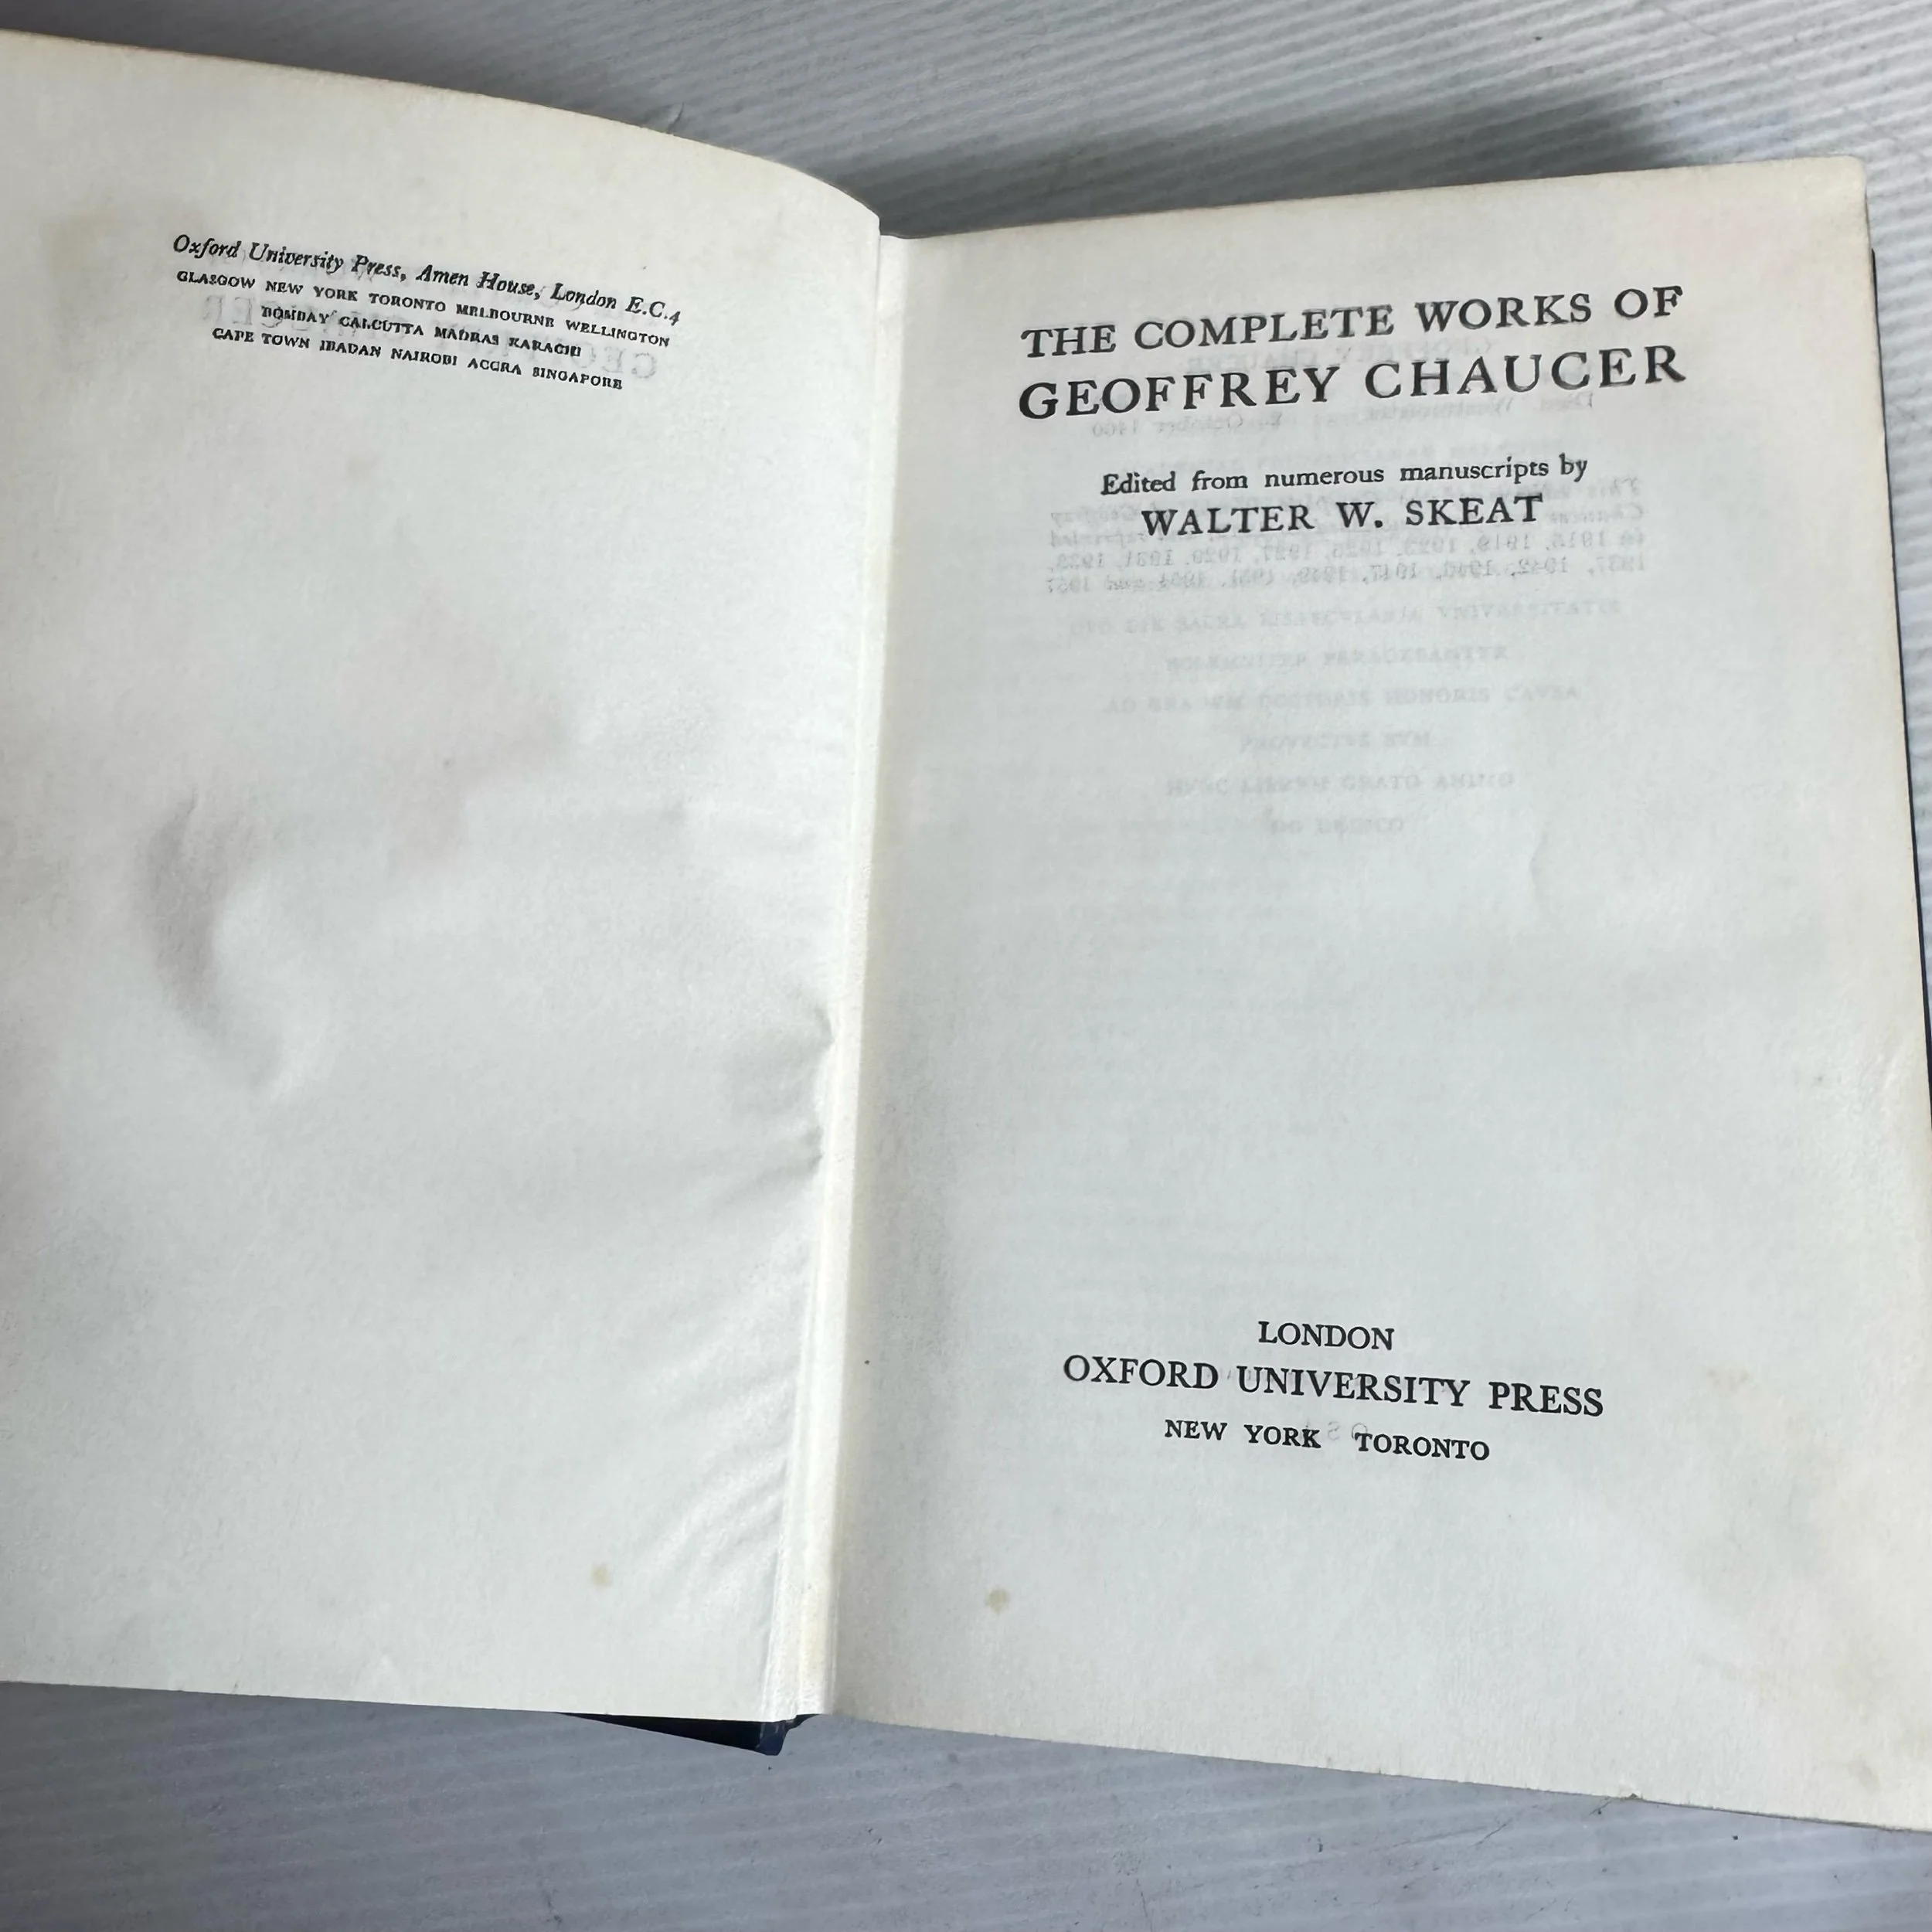 Oxford University Press, Amen House, London E.C.4
GLASGOW NEW YORK TORONTO MELBOURNE WELLINGTON
BOMBAY CALCUTTA MADRAS KARACHI
CAPE TOWN IBADAN NAIROBI ACCRA SINGAPORE
THE COMPLETE WORKS OF
GEOFFREY CHAUCER
Edited from numerous manuscripts by
WALTER W. SKEAT
LONDON
OXFORD UNIVERSITY PRESS
NEW YORK TORONTO